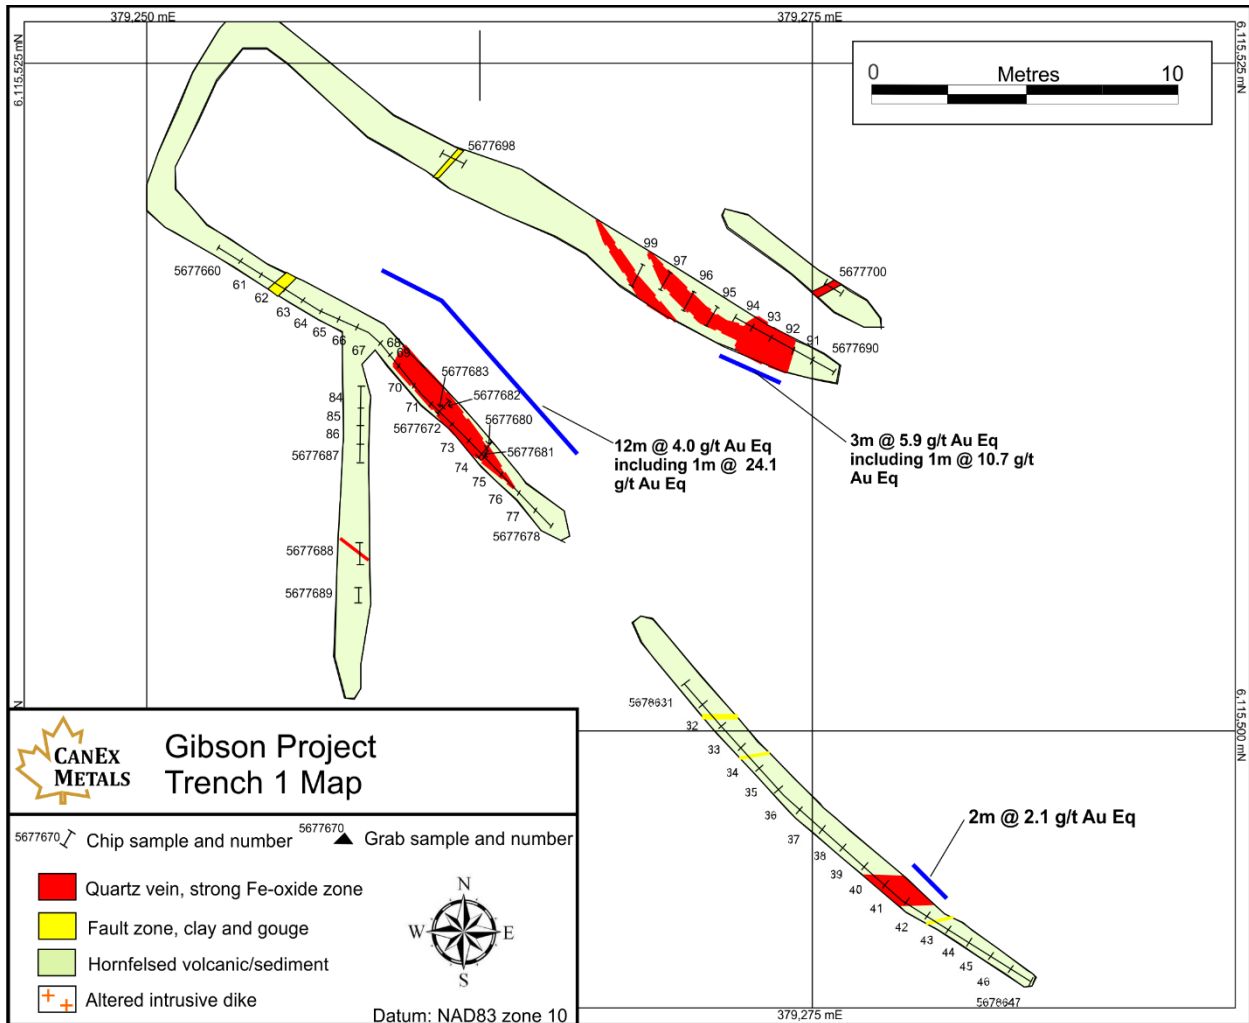 379,250 mE
379,275 mE
6,115,525 mN
6,115,525 mN
0 Metres 10
5677698
99
97
96
95
94
93
92
91
5677690
5677700
5677660
61
62
63
64
65
66
67
68
69
70
71
5677672
73
74
75
76
77
5677678
5677683
5677682
5677680
5677681
84
85
86
5677687
5677688
5677689
12m @ 4.0 g/t Au Eq
including 1m @ 24.1
g/t Au Eq
3m @ 5.9 g/t Au Eq
including 1m @ 10.7 g/t
Au Eq
5678631
32
33
34
35
36
37
38
39
40
41
42
43
44
45
46
5678647
2m @ 2.1 g/t Au Eq
6,115,500 mN
N
379,275 mE
CANEX
METALS
Gibson Project
Trench 1 Map
5677670 Chip sample and number
5677670 Grab sample and number
Quartz vein, strong Fe-oxide zone
Fault zone, clay and gouge
Hornfelsed volcanic/sediment
Altered intrusive dike
N
W E
S
Datum: NAD83 zone 10